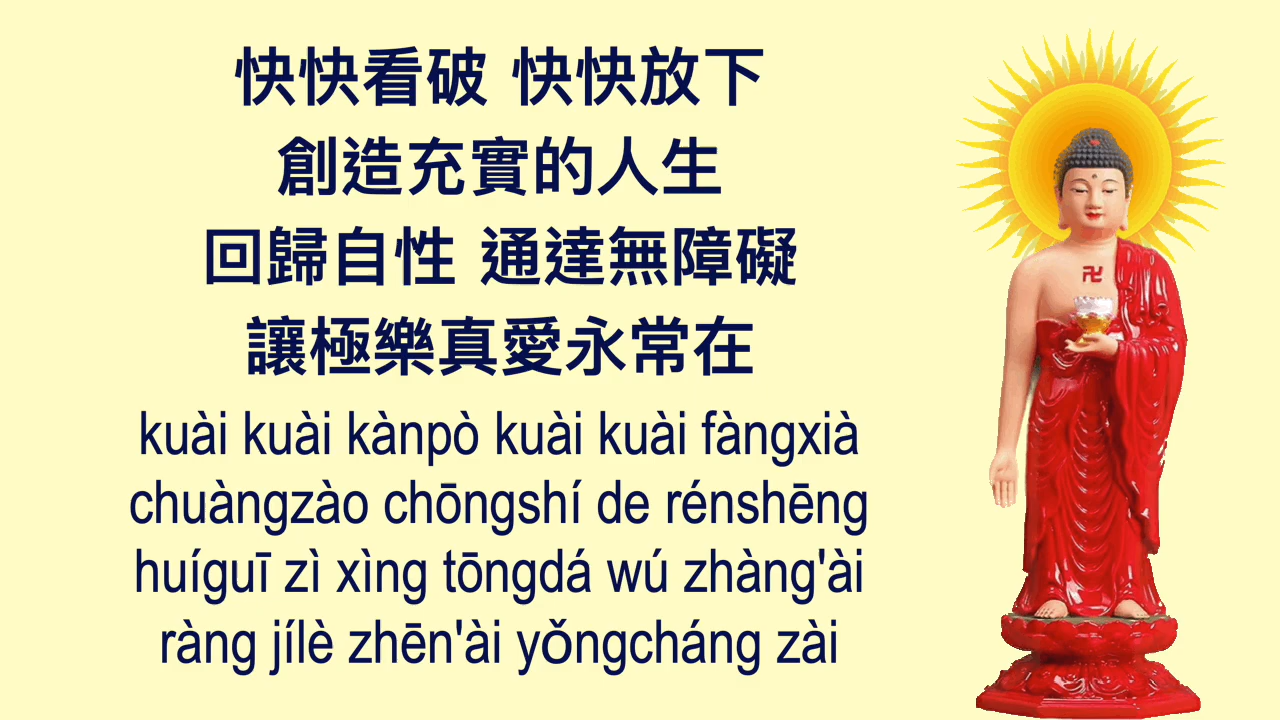 快快看破 快快放下
創造充實的人生
回歸自性 通達無障礙
讓極樂真愛永常在
kuài kuài kànpò kuài kuài fàngxià
chuàngzào chōngshí de rénshēng
huíguī zì xìng tōngdá wú zhàng'ài
ràng jílè zhēn'ài yǒngcháng zài
卍